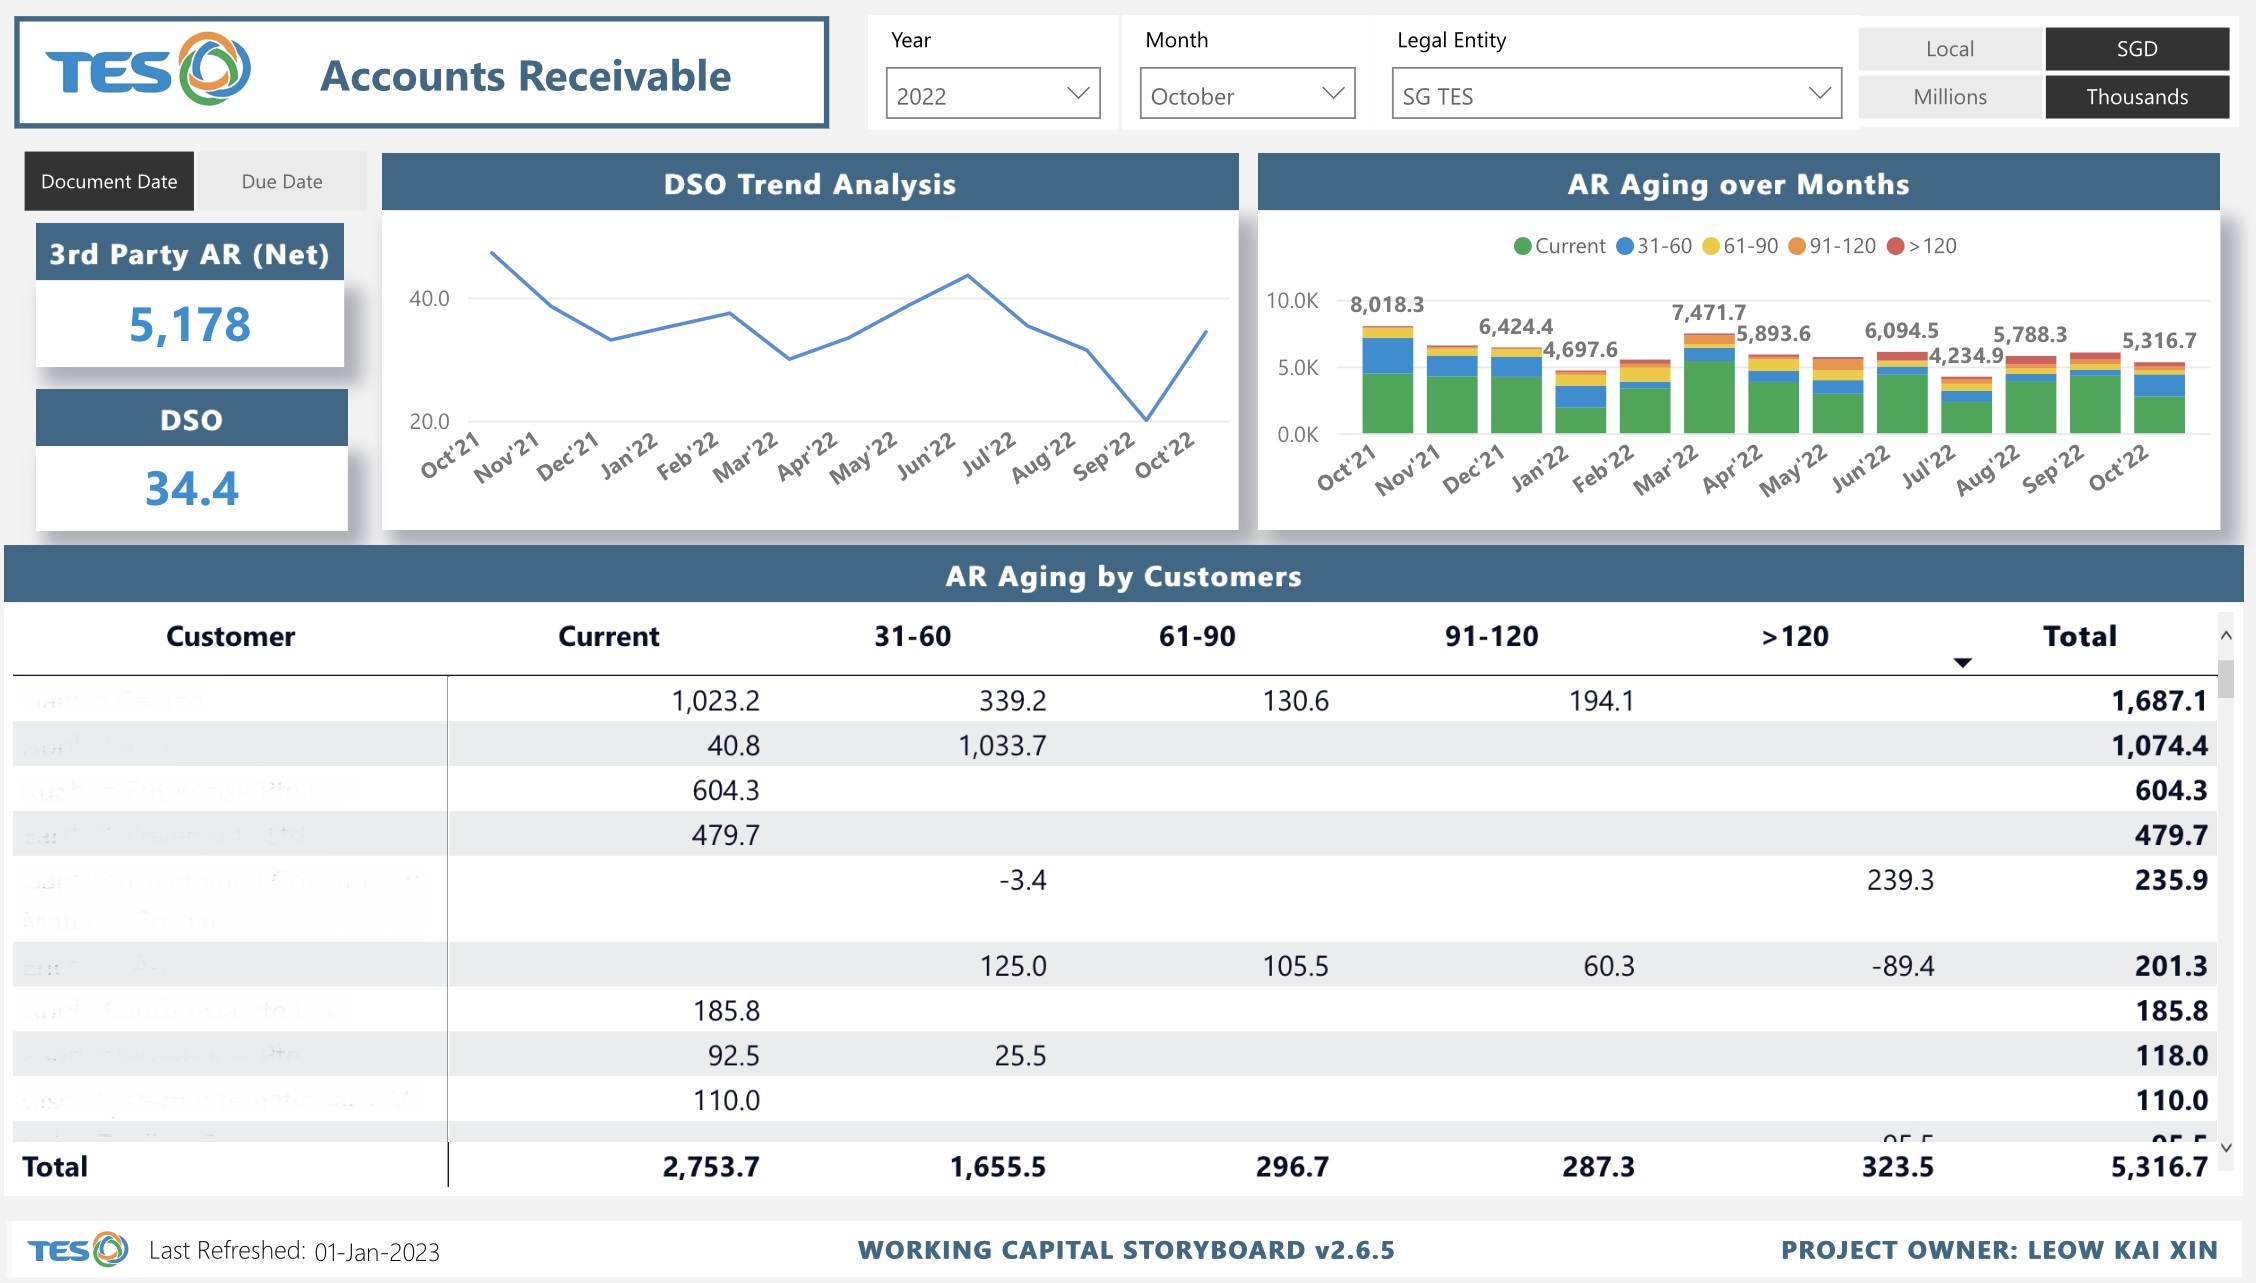 TES
Accounts Receivable
Year
2022
Month
October
Legal Entity
SG TES
Local
SGD
Millions
Thousands
Document Date
Due Date
3rd Party AR (Net)
5,178
DSO
34.4
DSO Trend Analysis
40.0
20.0
Oct'21 Nov'21 Dec'21 Jan'22 Feb'22 Mar'22 Apr'22 May'22 Jun'22 Jul'22 Aug'22 Sep'22 Oct'22
AR Aging over Months
Current 31-60 61-90 91-120 >120
10.0K
5.0K
0.0K
8,018.3 6,424.4 4,697.6 7,471.7 5,893.6 6,094.5 4,234.9 5,788.3 5,316.7
Oct'21 Nov'21 Dec'21 Jan'22 Feb'22 Mar'22 Apr'22 May'22 Jun'22 Jul'22 Aug'22 Sep'22 Oct'22
AR Aging by Customers
Customer Current 31-60 61-90 91-120 >120 Total
1,023.2 339.2 130.6 194.1 1,687.1
40.8 1,033.7 1,074.4
604.3 604.3
479.7 479.7
-3.4 239.3 235.9
125.0 105.5 60.3 -89.4 201.3
185.8 185.8
92.5 25.5 118.0
110.0 110.0
Total 2,753.7 1,655.5 296.7 287.3 323.5 5,316.7
TES Last Refreshed: 01-Jan-2023
WORKING CAPITAL STORYBOARD v2.6.5
PROJECT OWNER: LEOW KAI XIN